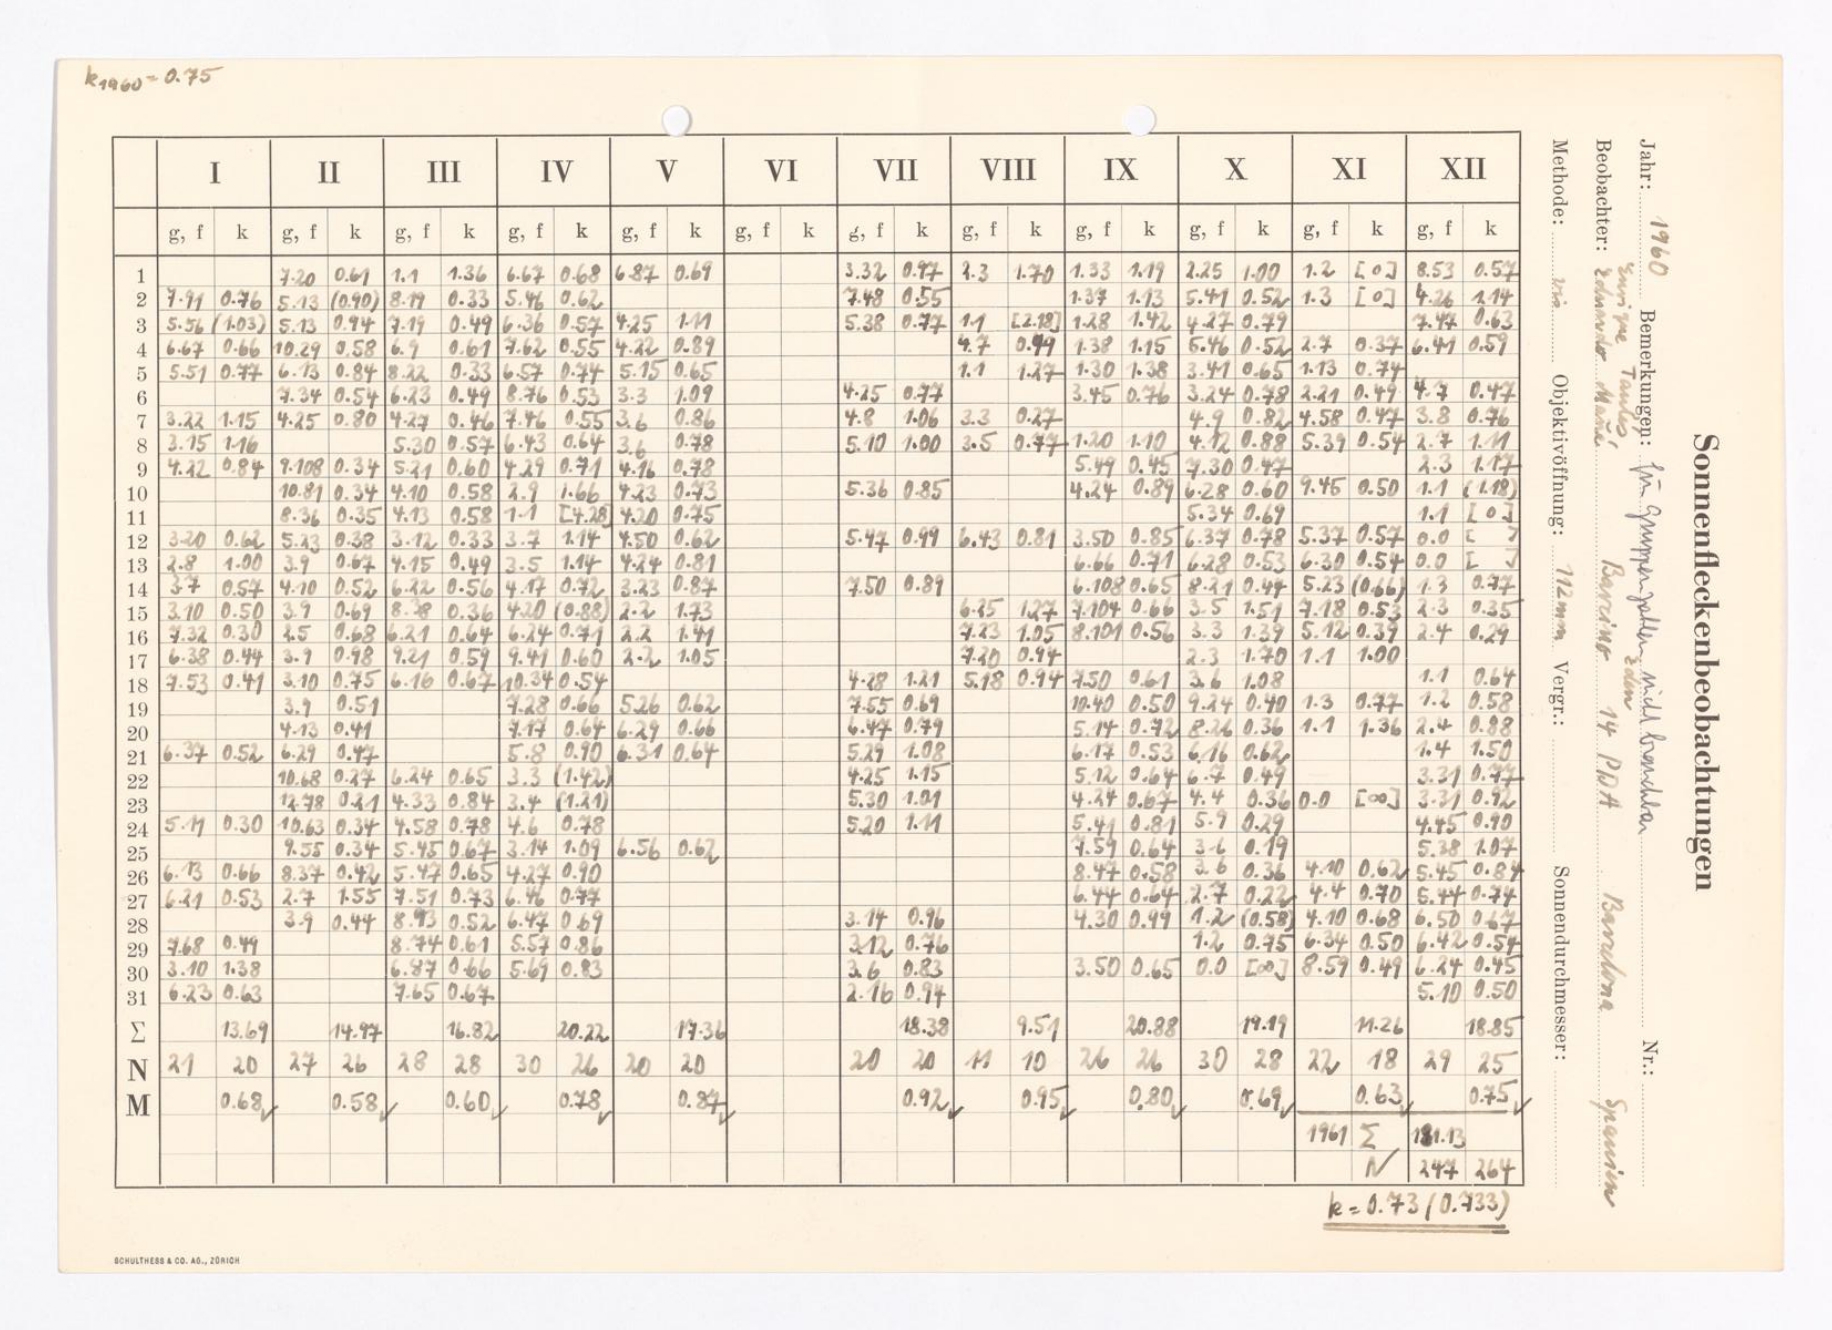 k1960 = 0.75
Sonnenfleckenbeobachtungen
Jahr: 1960 Bemerkungen: für Gruppenzahlen nicht brauchbar Nr.:
Enrique
Beobachter: Eduardo Barcelona Spanien
Methode: vis Objektivöffnung: 112mm Vergr.: Sonnendurchmesser:
I II III IV V VI VII VIII IX X XI XII
g, f k g, f k g, f k g, f k g, f k g, f k g, f k g, f k g, f k g, f k g, f k g, f k
1 7.20 0.61 1.1 1.36 6.67 0.68 6.87 0.69 3.32 0.97 2.3 1.70 1.33 1.19 2.25 1.00 1.2 [0] 8.53 0.57
2 7.91 0.76 5.13 (0.90) 8.19 0.33 5.46 0.62 7.48 0.55 1.37 1.13 5.41 0.52 1.3 [0] 4.26 1.14
3 5.56 (1.03) 5.13 0.94 7.19 0.49 6.36 0.57 4.25 1.11 5.38 0.77 1.1 [2.18] 1.28 1.42 4.27 0.79 7.47 0.63
4 6.67 0.66 10.29 0.58 6.9 0.61 7.62 0.55 4.22 0.89 4.7 0.99 1.38 1.15 5.46 0.52 2.7 0.37 6.41 0.59
5 5.51 0.77 6.13 0.84 8.22 0.33 6.57 0.74 5.15 0.65 1.1 1.27 1.30 1.38 3.41 0.65 1.13 0.74
6 7.34 0.54 6.23 0.49 8.76 0.53 3.3 1.09 4.25 0.77 3.45 0.76 3.24 0.78 2.21 0.49 4.7 0.47
7 3.22 1.15 4.25 0.80 4.27 0.46 7.46 0.55 3.6 0.86 4.8 1.06 3.3 0.27 4.9 0.82 4.58 0.47 3.8 0.76
8 3.15 1.16 5.30 0.57 6.43 0.64 3.6 0.78 5.10 1.00 3.5 0.77 1.20 1.10 4.12 0.88 5.39 0.54 2.7 1.11
9 4.22 0.84 9.108 0.34 5.21 0.60 4.29 0.71 4.16 0.78 5.49 0.45 7.30 0.47 2.3 1.17
10 10.81 0.34 4.10 0.58 2.9 1.66 4.23 0.73 5.36 0.85 4.24 0.89 6.28 0.60 9.45 0.50 1.1 (1.18)
11 8.36 0.35 4.13 0.58 1.1 [4.28] 4.20 0.75 5.34 0.69 1.1 [0]
12 3.20 0.62 5.23 0.38 3.12 0.33 3.7 1.14 4.50 0.62 5.47 0.99 6.43 0.81 3.50 0.85 6.37 0.78 5.37 0.57 0.0 [ ]
13 2.8 1.00 3.9 0.67 4.15 0.49 3.5 1.14 4.24 0.81 6.66 0.71 6.28 0.53 6.30 0.54 0.0 [ ]
14 3.7 0.57 4.10 0.52 6.22 0.56 4.17 0.72 3.23 0.87 7.50 0.89 6.108 0.65 8.21 0.44 5.23 (0.66) 1.3 0.77
15 3.10 0.50 3.9 0.69 8.38 0.36 4.20 (0.88) 2.2 1.73 6.25 1.27 7.104 0.66 3.5 1.51 7.18 0.53 2.3 0.35
16 7.32 0.30 2.5 0.68 6.21 0.64 6.24 0.71 2.2 1.41 7.23 1.05 8.101 0.56 3.3 1.39 5.12 0.39 2.4 0.29
17 6.38 0.44 3.9 0.98 9.21 0.59 9.41 0.60 2.2 1.05 7.20 0.94 2.3 1.70 1.1 1.00
18 7.53 0.41 3.10 0.75 6.16 0.67 10.34 0.54 4.28 1.21 5.18 0.94 7.50 0.61 3.6 1.08 1.1 0.64
19 3.9 0.51 7.28 0.66 5.26 0.62 7.55 0.69 10.40 0.50 9.24 0.40 1.3 0.77 1.2 0.58
20 4.13 0.41 7.17 0.64 6.29 0.66 6.47 0.79 5.14 0.72 8.26 0.36 1.1 1.36 2.4 0.88
21 6.37 0.52 6.29 0.47 5.8 0.90 6.31 0.64 5.29 1.08 6.17 0.53 6.16 0.62 1.4 1.50
22 10.68 0.27 6.24 0.65 3.3 (1.42) 4.25 1.15 5.12 0.64 6.7 0.49 3.31 0.77
23 12.78 0.21 4.33 0.84 3.4 (1.21) 5.30 1.01 4.24 0.67 4.4 0.36 0.0 [∞] 3.31 0.92
24 5.11 0.30 10.63 0.34 4.58 0.78 4.6 0.78 5.20 1.11 5.41 0.81 5.9 0.29 4.45 0.90
25 9.55 0.34 5.45 0.67 3.14 1.09 6.56 0.62 7.59 0.64 3.6 0.19 5.38 1.07
26 6.13 0.66 8.37 0.42 5.47 0.65 4.27 0.90 8.47 0.58 3.6 0.36 4.10 0.62 5.45 0.84
27 6.21 0.53 2.7 1.55 7.51 0.73 6.46 0.77 6.44 0.64 2.7 0.22 4.4 0.70 5.44 0.74
28 3.9 0.44 8.93 0.52 6.47 0.69 3.14 0.96 4.30 0.99 1.2 (0.58) 4.10 0.68 6.50 0.67
29 7.68 0.49 8.74 0.61 5.57 0.86 3.12 0.76 1.2 0.75 6.34 0.50 6.42 0.54
30 3.10 1.38 6.87 0.66 5.69 0.83 3.6 0.83 3.50 0.65 0.0 [∞] 8.59 0.49 6.24 0.45
31 6.23 0.63 7.65 0.67 2.16 0.94 5.10 0.50
Σ 13.69 14.97 16.82 20.22 17.36 18.38 9.51 20.88 19.19 11.26 18.85
N 21 20 27 26 28 28 30 26 20 20 20 20 11 10 26 26 30 28 22 18 29 25
M 0.68 0.58 0.60 0.78 0.87 0.92 0.95 0.80 0.69 0.63 0.75
1961 Σ 181.13
N 247 264
k = 0.73 (0.733)
SCHULTHESS & CO. AG., ZÜRICH